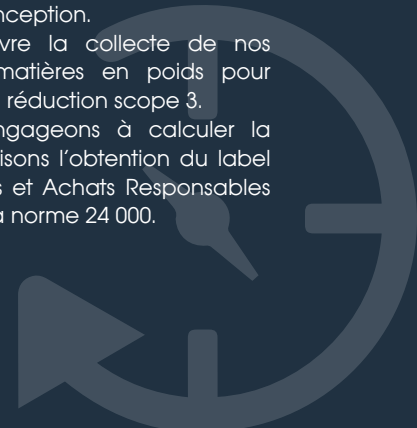 nception.
vre la collecte de nos
matières en poids pour
réduction scope 3.
ngageons à calculer la
isons l’obtention du label
s et Achats Responsables
a norme 24 000.